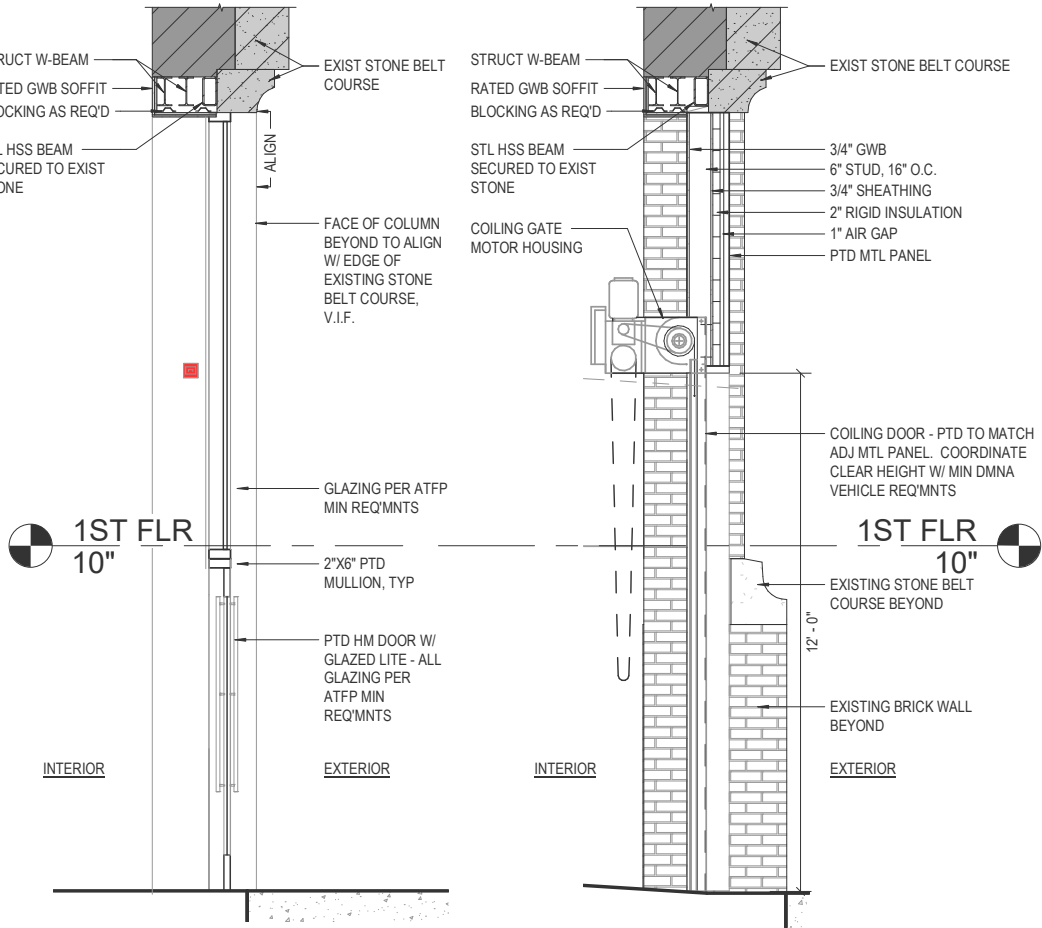 RUCT W-BEAM
TED GWB SOFFIT
OCKING AS REQ'D
L HSS BEAM
CURED TO EXIST
ONE
EXIST STONE BELT
COURSE
ALIGN
FACE OF COLUMN
BEYOND TO ALIGN
W/ EDGE OF
EXISTING STONE
BELT COURSE,
V.I.F.
GLAZING PER ATFP
MIN REQ'MNTS
1ST FLR
10"
2"X6" PTD
MULLION, TYP
PTD HM DOOR W/
GLAZED LITE - ALL
GLAZING PER
ATFP MIN
REQ'MNTS
INTERIOR
EXTERIOR
STRUCT W-BEAM
RATED GWB SOFFIT
BLOCKING AS REQ'D
STL HSS BEAM
SECURED TO EXIST
STONE
COILING GATE
MOTOR HOUSING
EXIST STONE BELT COURSE
3/4" GWB
6" STUD, 16" O.C.
3/4" SHEATHING
2" RIGID INSULATION
1" AIR GAP
PTD MTL PANEL
COILING DOOR - PTD TO MATCH
ADJ MTL PANEL. COORDINATE
CLEAR HEIGHT W/ MIN DMNA
VEHICLE REQ'MNTS
1ST FLR
10"
EXISTING STONE BELT
COURSE BEYOND
12' - 0"
EXISTING BRICK WALL
BEYOND
INTERIOR
EXTERIOR